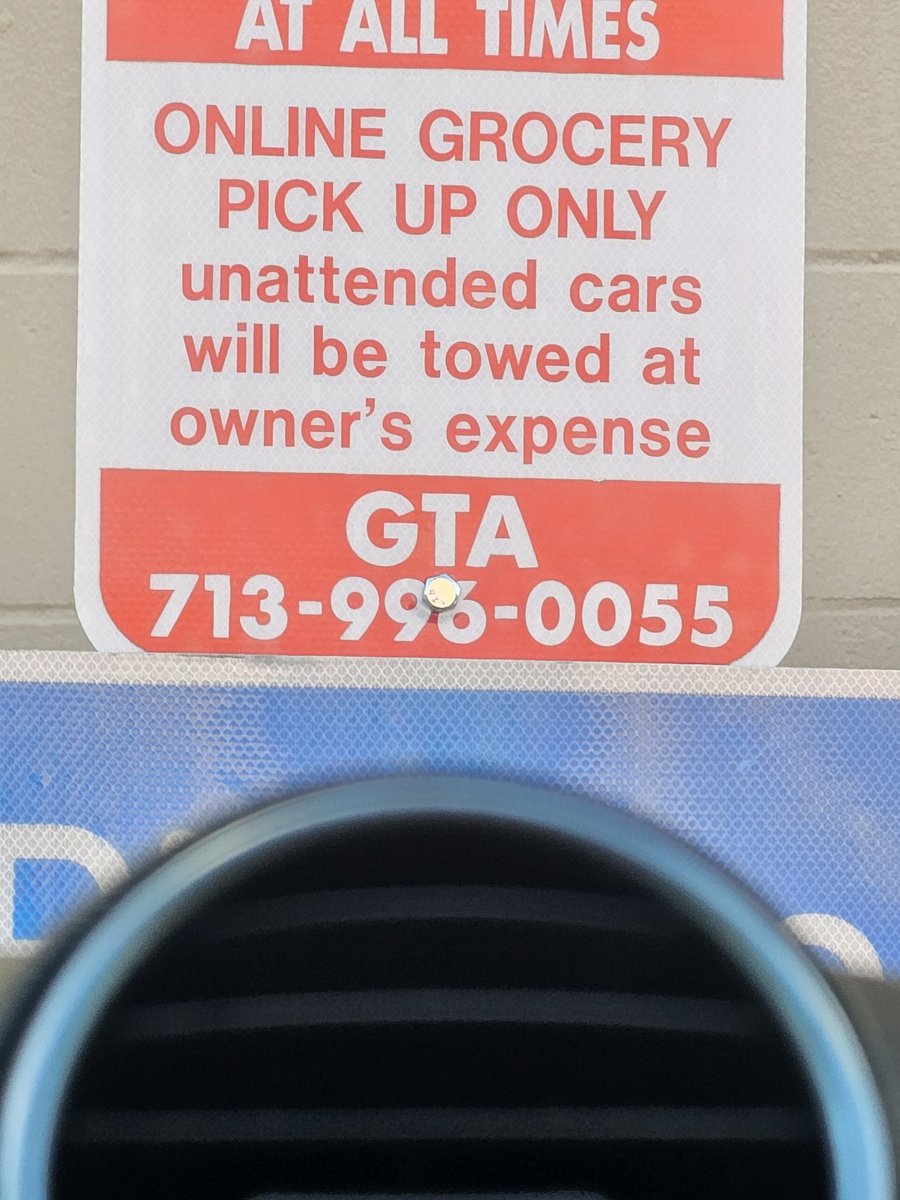 AT ALL TIMES
ONLINE GROCERY
PICK UP ONLY
unattended cars
will be towed at
owner's expense
GTA
713-996-0055